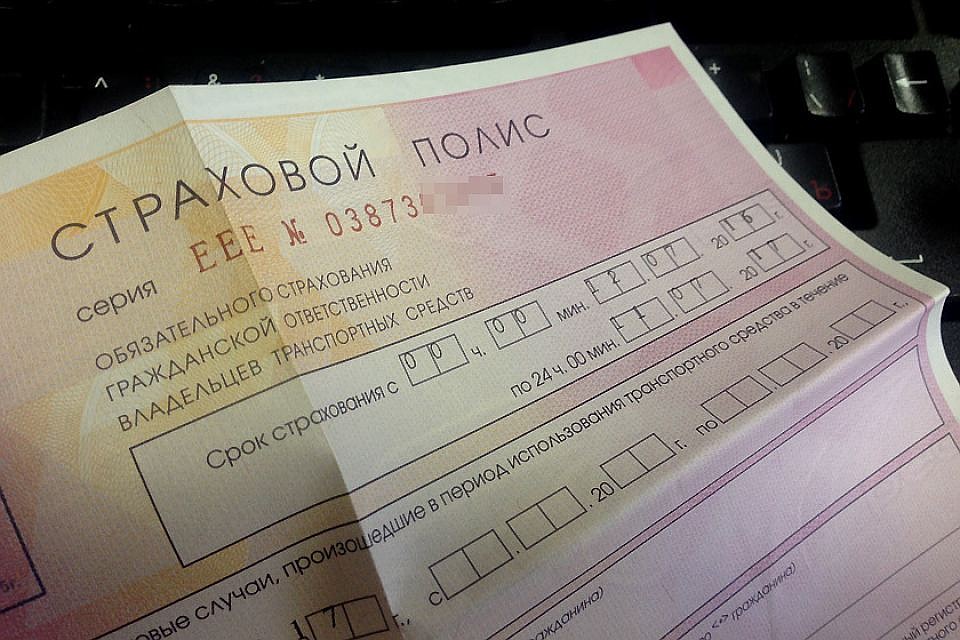 СТРАХОВОЙ ПОЛИС
серия ЕЕЕ № 03873
ОБЯЗАТЕЛЬНОГО СТРАХОВАНИЯ
ГРАЖДАНСКОЙ ОТВЕТСТВЕННОСТИ
ВЛАДЕЛЬЦЕВ ТРАНСПОРТНЫХ СРЕДСТВ
Срок страхования с 00 ч. 00 мин. 12.07.2016 г.
по 24 ч. 00 мин. 11.07.2017 г.
случаи, произошедшие в период использования транспортного средства в течение
с . . 20 г. по . . 20 г.,
17 г.,
гражданина)